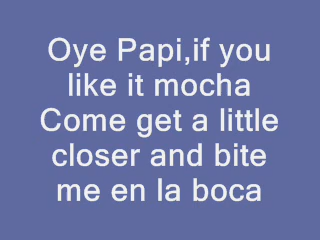 Oye Papi,if you
like it mocha
Come get a little
closer and bite
me en la boca